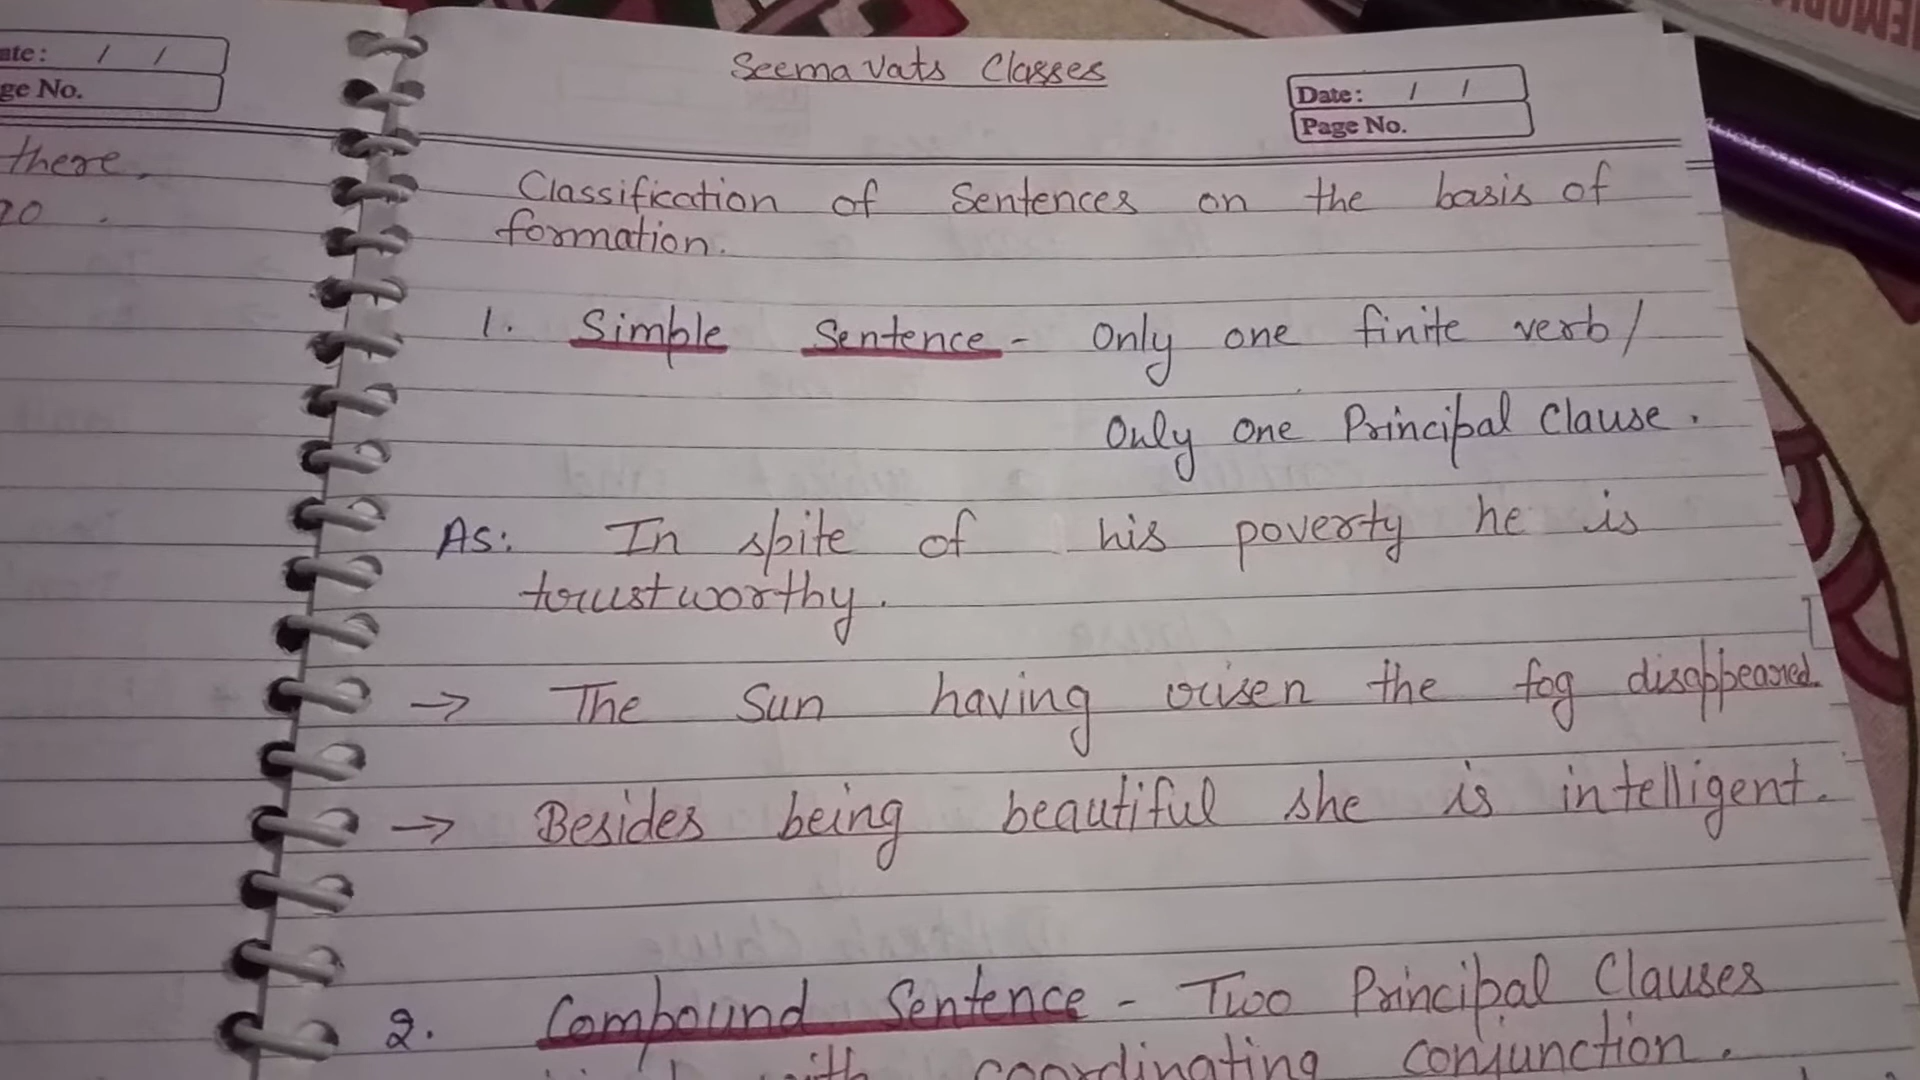 ate: / /
ge No.
there
20 .
Seema Vats Classes
Date: / /
Page No.
Classification of Sentences on the basis of
formation.
1. Simple Sentence - Only one finite verb/
Only one Principal Clause.
As: In spite of his poverty he is
trustworthy.
→ The Sun having risen the fog disappeared.
→ Besides being beautiful she is intelligent.
2. Compound Sentence - Two Principal Clauses
with coordinating conjunction.